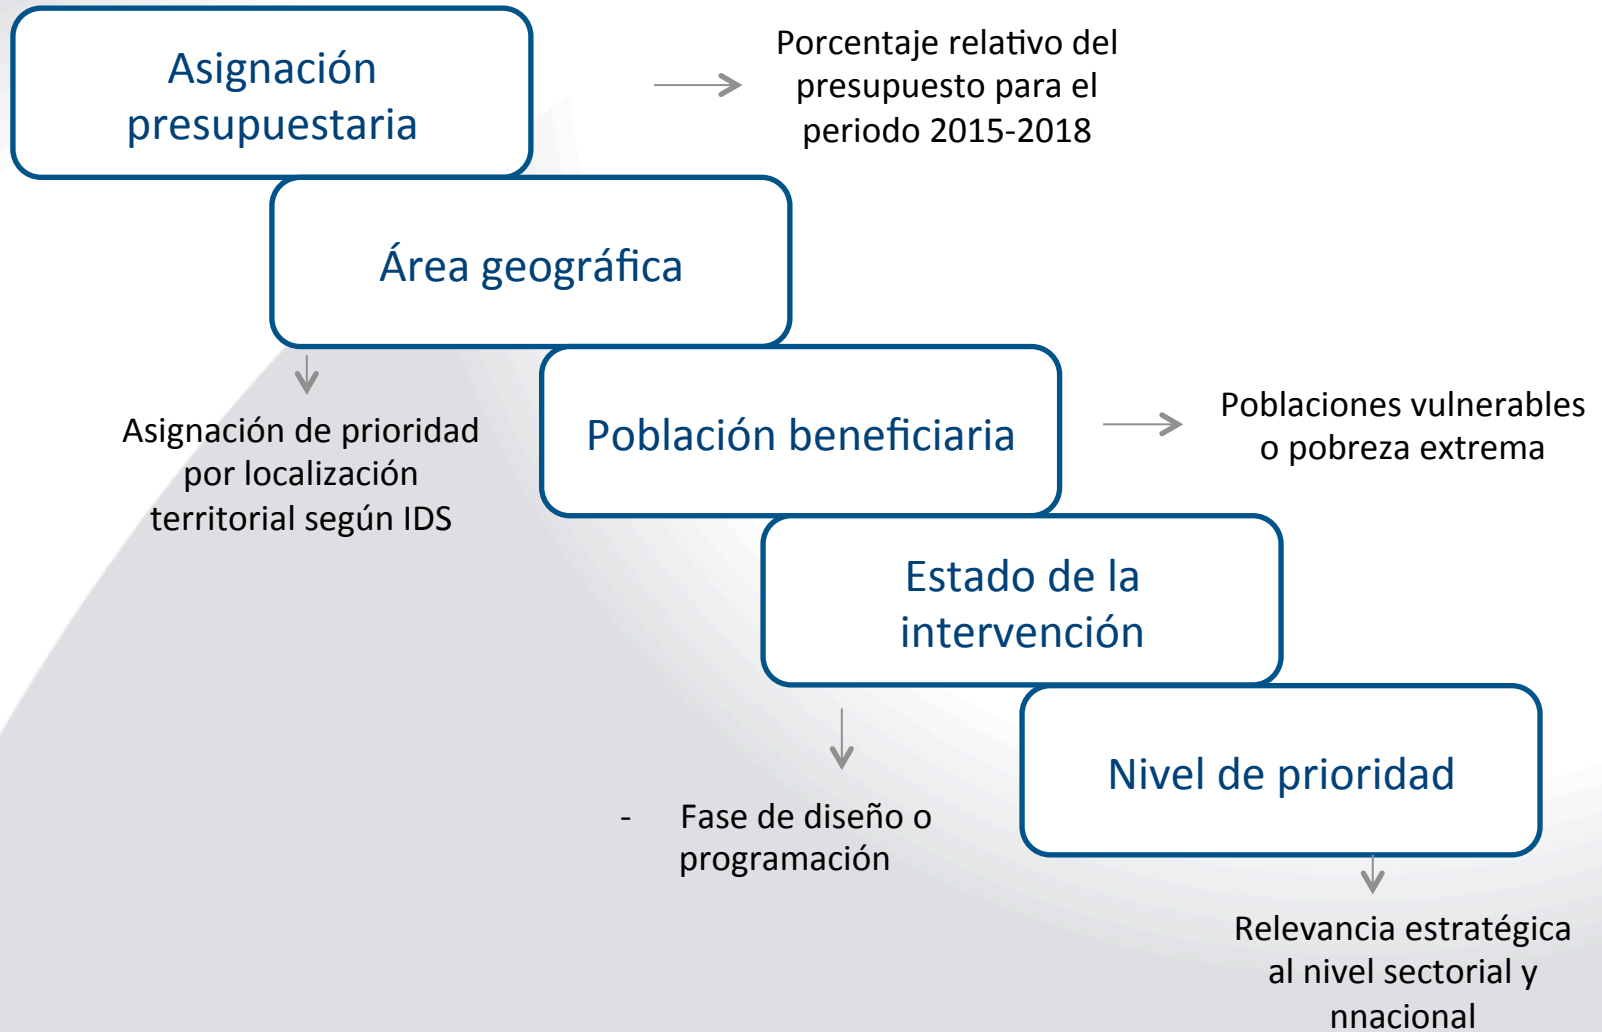 Asignación
presupuestaria
Porcentaje relativo del
presupuesto para el
periodo 2015-2018
Área geográfica
Asignación de prioridad
por localización
territorial según IDS
Población beneficiaria
Poblaciones vulnerables
o pobreza extrema
Estado de la
intervención
- Fase de diseño o
programación
Nivel de prioridad
Relevancia estratégica
al nivel sectorial y
nnacional